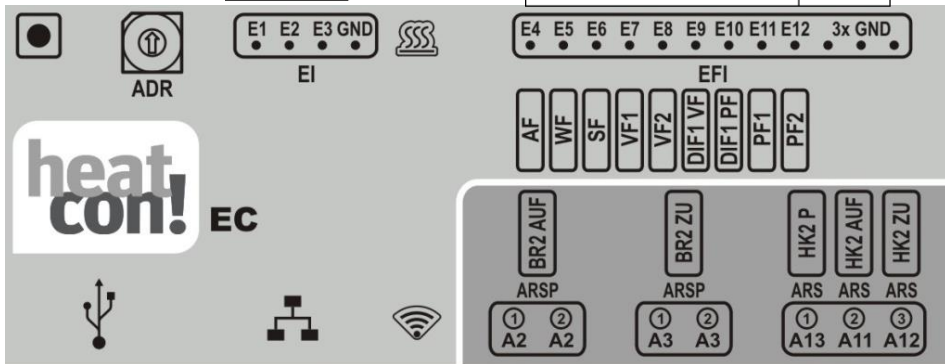 E1 E2 E3 GND
EI
ADR
E4 E5 E6 E7 E8 E9 E10 E11 E12 3x GND
EFI
AF
WF
SF
VF1
VF2
DIF1 VF
DIF1 PF
PF1
PF2
heat
con! EC
BR2 AUF
BR2 ZU
HK2 P
HK2 AUF
HK2 ZU
ARSP ARSP ARS ARS ARS
① ② ① ② ① ② ③
A2 A2 A3 A3 A13 A11 A12